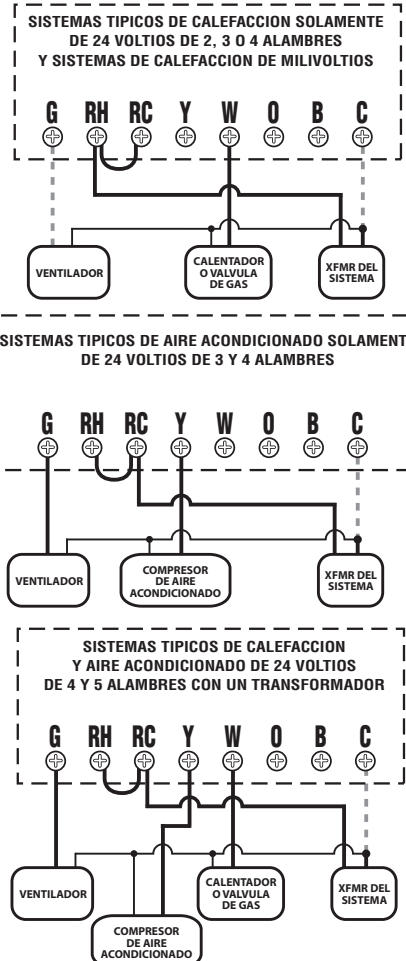 SISTEMAS TIPICOS DE CALEFACCION SOLAMENTE
DE 24 VOLTIOS DE 2, 3 O 4 ALAMBRES
Y SISTEMAS DE CALEFACCION DE MILIVOLTIOS
G RH RC Y W O B C
VENTILADOR
CALENTADOR
O VALVULA
DE GAS
XFMR DEL
SISTEMA
SISTEMAS TIPICOS DE AIRE ACONDICIONADO SOLAMENT
DE 24 VOLTIOS DE 3 Y 4 ALAMBRES
G RH RC Y W O B C
VENTILADOR
COMPRESOR
DE AIRE
ACONDICIONADO
XFMR DEL
SISTEMA
SISTEMAS TIPICOS DE CALEFACCION
Y AIRE ACONDICIONADO DE 24 VOLTIOS
DE 4 Y 5 ALAMBRES CON UN TRANSFORMADOR
G RH RC Y W O B C
VENTILADOR
COMPRESOR
DE AIRE
ACONDICIONADO
CALENTADOR
O VALVULA
DE GAS
XFMR DEL
SISTEMA